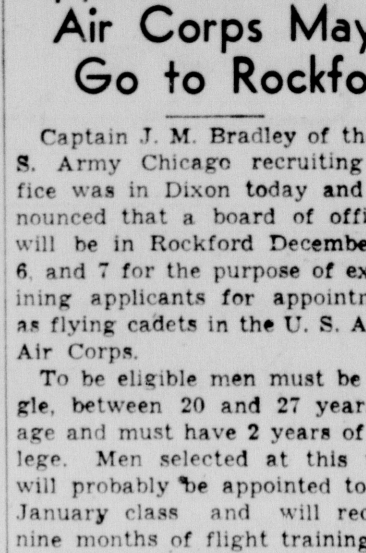 Air Corps May
Go to Rockfo
Captain J. M. Bradley of th
S. Army Chicago recruiting
fice was in Dixon today and
nounced that a board of offi
will be in Rockford Decembe
6, and 7 for the purpose of ex
ining applicants for appointr
as flying cadets in the U. S. A
Air Corps.
To be eligible men must be
gle, between 20 and 27 year
age and must have 2 years of
lege. Men selected at this
will probably be appointed to
January class and will rec
nine months of flight training